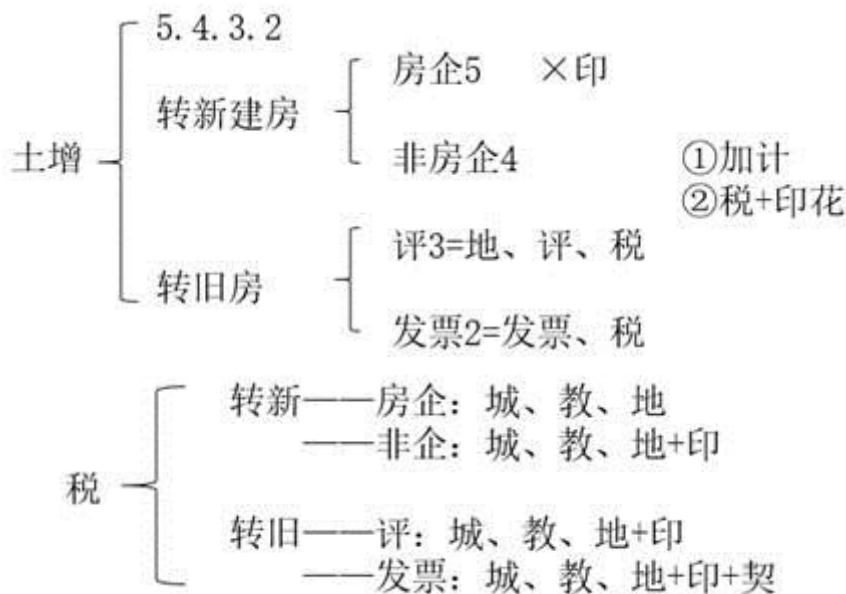 5.4.3.2
房企5 ×印
转新建房
土增
非房企4 ①加计
②税+印花
评3=地、评、税
转旧房
发票2=发票、税
转新——房企：城、教、地
——非企：城、教、地+印
税
转旧——评：城、教、地+印
——发票：城、教、地+印+契